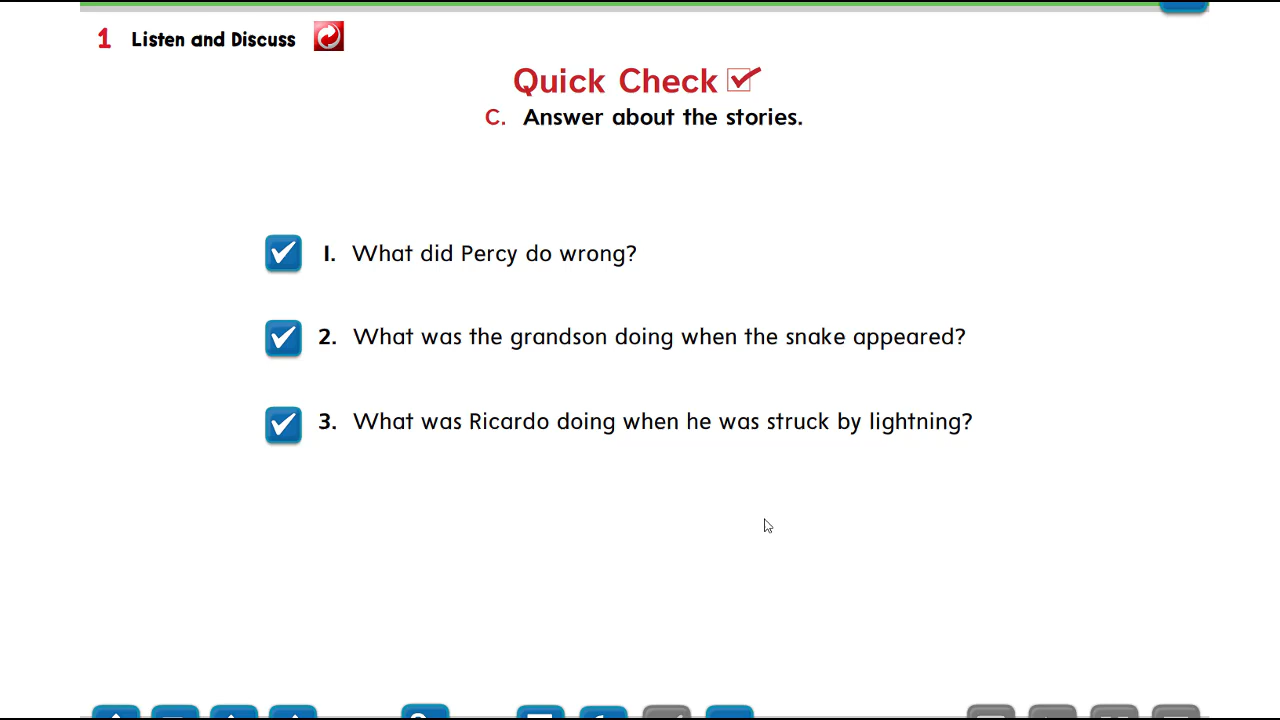 1 Listen and Discuss
Quick Check
C. Answer about the stories.
1. What did Percy do wrong?
2. What was the grandson doing when the snake appeared?
3. What was Ricardo doing when he was struck by lightning?